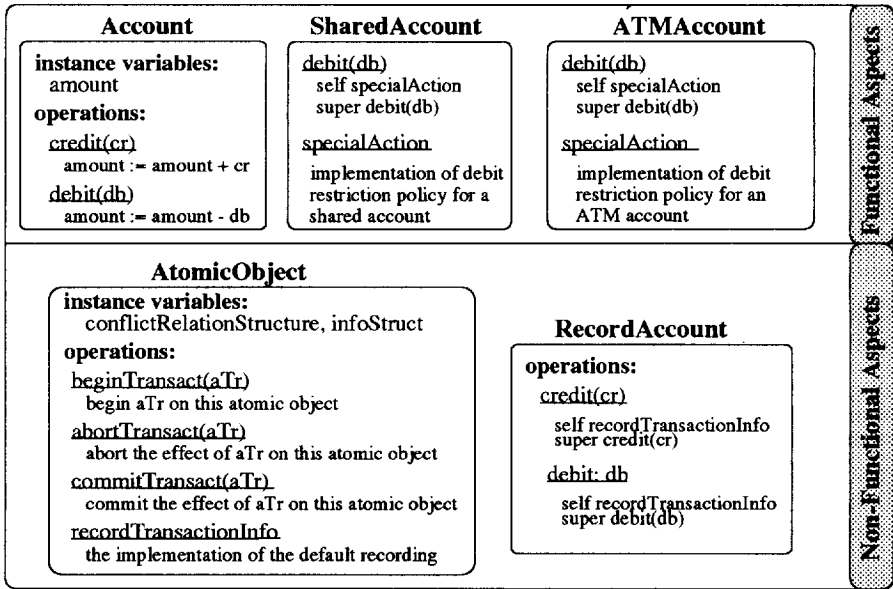 Account
instance variables:
amount
operations:
credit(cr)
amount := amount + cr
debit(db)
amount := amount - db
SharedAccount
debit(db)
self specialAction
super debit(db)
specialAction
implementation of debit
restriction policy for a
shared account
ATMAccount
debit(db)
self specialAction
super debit(db)
specialAction
implementation of debit
restriction policy for an
ATM account
Functional Aspects
AtomicObject
instance variables:
conflictRelationStructure, infoStruct
operations:
beginTransact(aTr)
begin aTr on this atomic object
abortTransact(aTr)
abort the effect of aTr on this atomic object
commitTransact(aTr)
commit the effect of aTr on this atomic object
recordTransactionInfo
the implementation of the default recording
RecordAccount
operations:
credit(cr)
self recordTransactionInfo
super credit(cr)
debit: db
self recordTransactionInfo
super debit(db)
Non-Functional Aspects